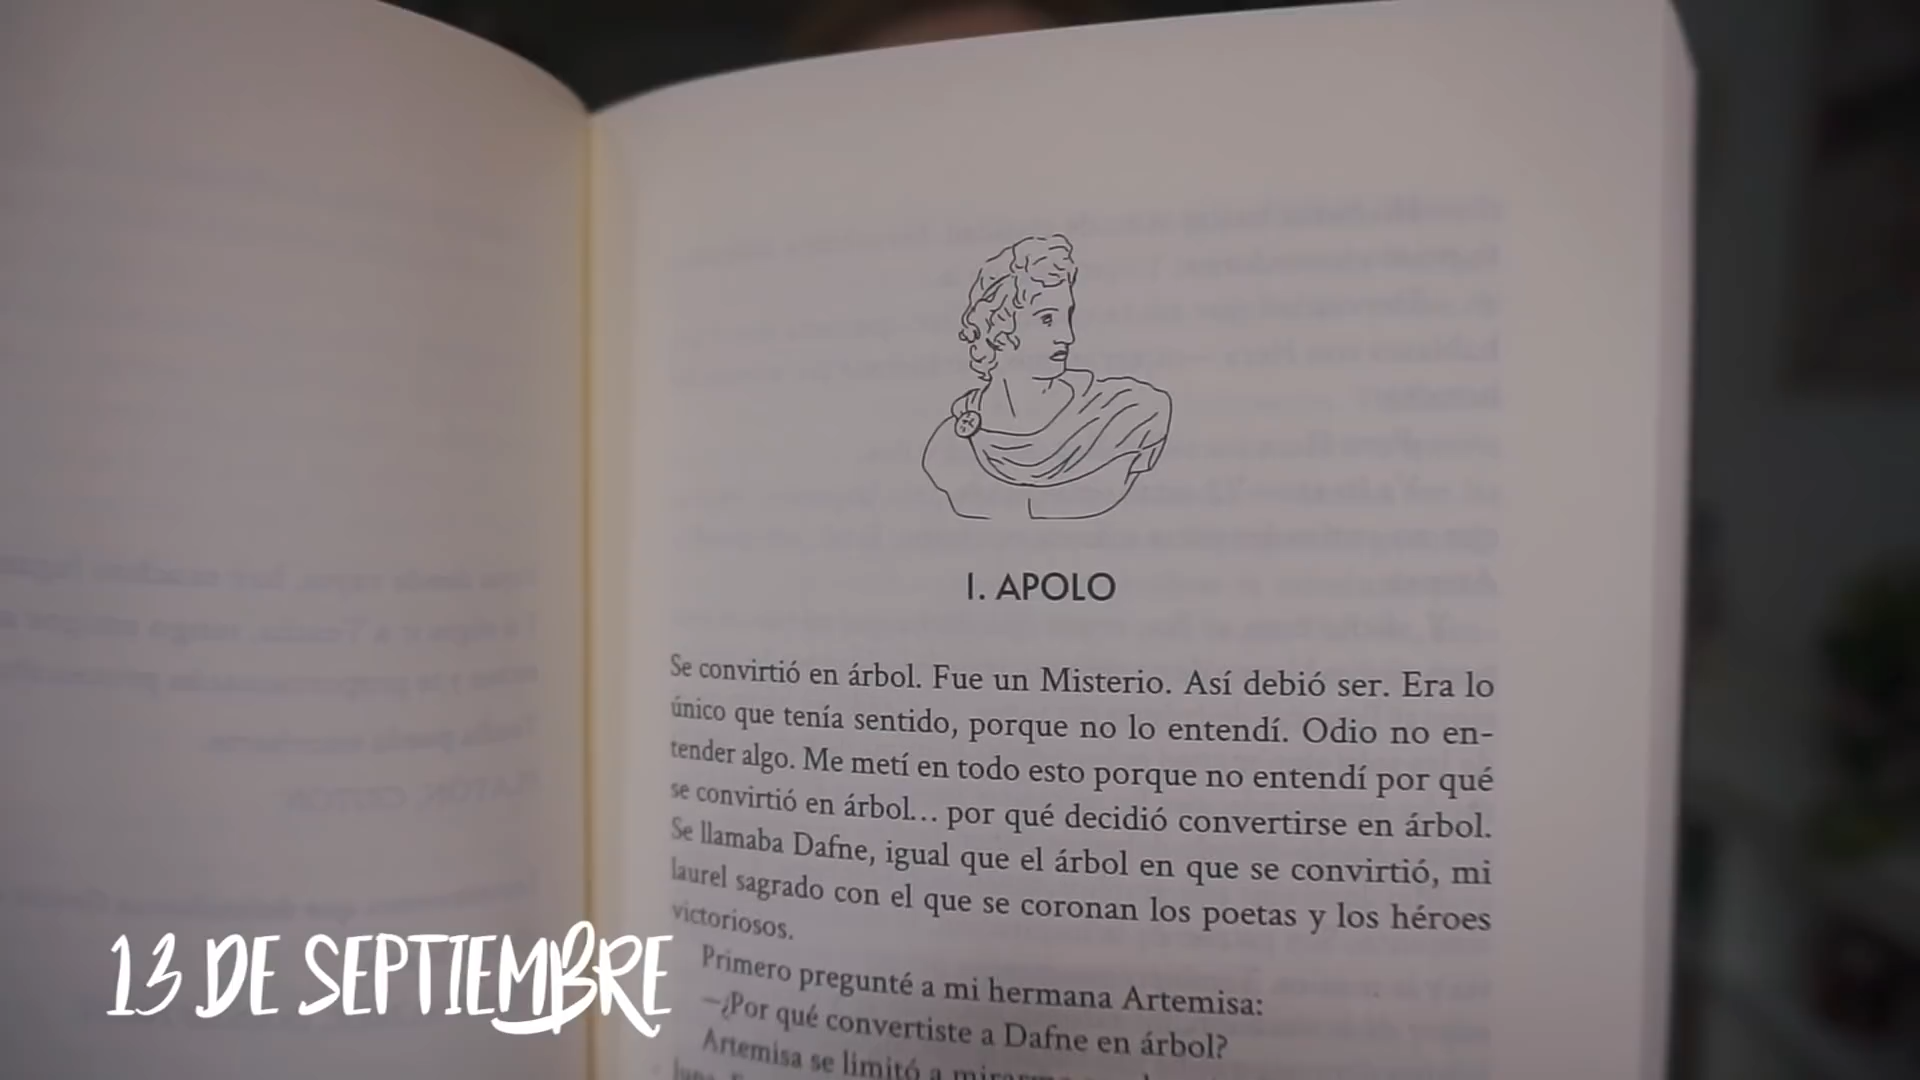 I. APOLO
Se convirtió en árbol. Fue un Misterio. Así debió ser. Era lo
único que tenía sentido, porque no lo entendí. Odio no en-
tender algo. Me metí en todo esto porque no entendí por qué
se convirtió en árbol… por qué decidió convertirse en árbol.
Se llamaba Dafne, igual que el árbol en que se convirtió, mi
laurel sagrado con el que se coronan los poetas y los héroes
victoriosos.
Primero pregunté a mi hermana Artemisa:
—¿Por qué convertiste a Dafne en árbol?
Artemisa se limitó a
13 DE SEPTIEMBRE